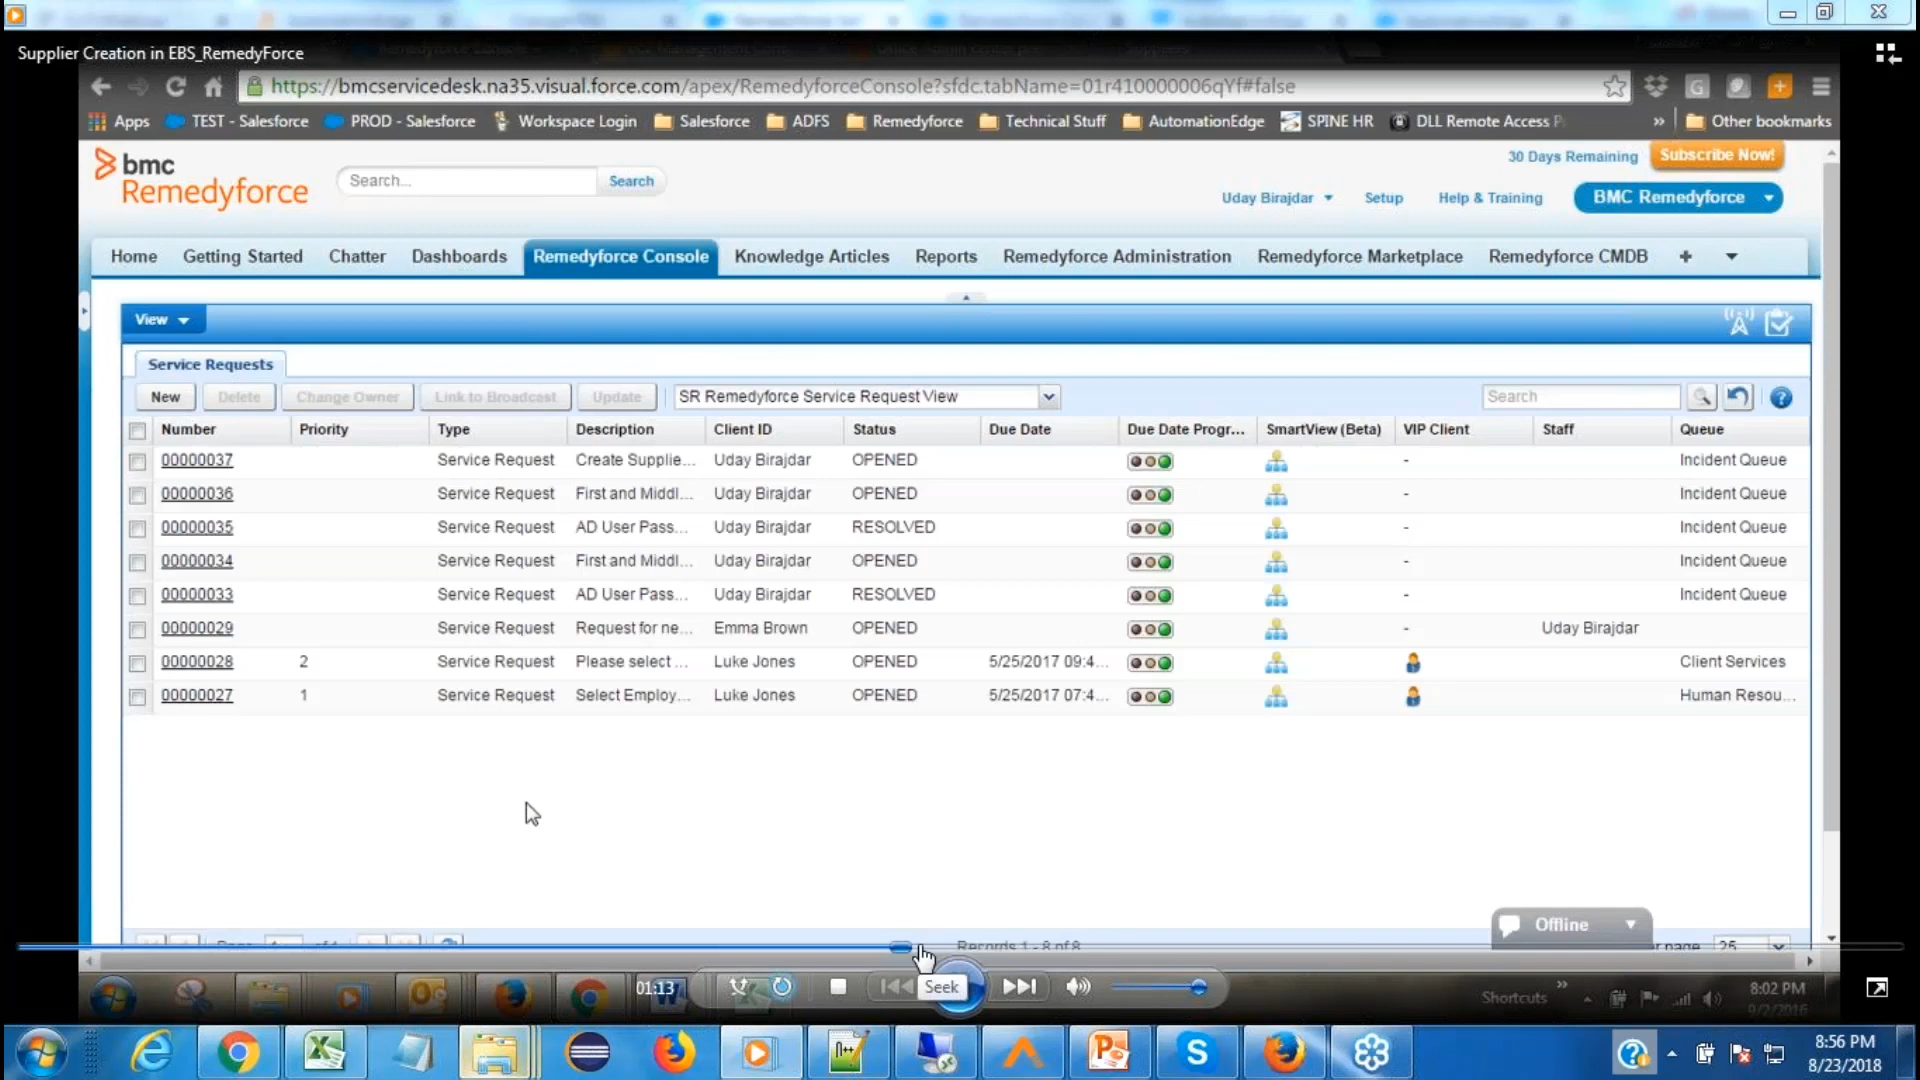 Supplier Creation in EBS_RemedyForce
https://bmcservicedesk.na35.visual.force.com/apex/RemedyforceConsole?sfdc.tabName=01r410000006qYf#false
Apps TEST - Salesforce PROD - Salesforce Workspace Login Salesforce ADFS Remedyforce Technical Stuff AutomationEdge SPINE HR DLL Remote Access P » Other bookmarks
30 Days Remaining Subscribe Now!
bmc
Remedyforce
Search... Search
Uday Birajdar Setup Help & Training BMC Remedyforce
Home Getting Started Chatter Dashboards Remedyforce Console Knowledge Articles Reports Remedyforce Administration Remedyforce Marketplace Remedyforce CMDB +
View
Service Requests
New Delete Change Owner Link to Broadcast Update SR Remedyforce Service Request View Search
Number Priority Type Description Client ID Status Due Date Due Date Progr... SmartView (Beta) VIP Client Staff Queue
00000037 Service Request Create Supplie... Uday Birajdar OPENED - Incident Queue
00000036 Service Request First and Middl... Uday Birajdar OPENED - Incident Queue
00000035 Service Request AD User Pass... Uday Birajdar RESOLVED - Incident Queue
00000034 Service Request First and Middl... Uday Birajdar OPENED - Incident Queue
00000033 Service Request AD User Pass... Uday Birajdar RESOLVED - Incident Queue
00000029 Service Request Request for ne... Emma Brown OPENED - Uday Birajdar
00000028 2 Service Request Please select ... Luke Jones OPENED 5/25/2017 09:4... Client Services
00000027 1 Service Request Select Employ... Luke Jones OPENED 5/25/2017 07:4... Human Resou...
Offline
Records 1 - 8 of 8 25
01:13 Seek Shortcuts » 8:02 PM
9/2/2016
8:56 PM
8/23/2018